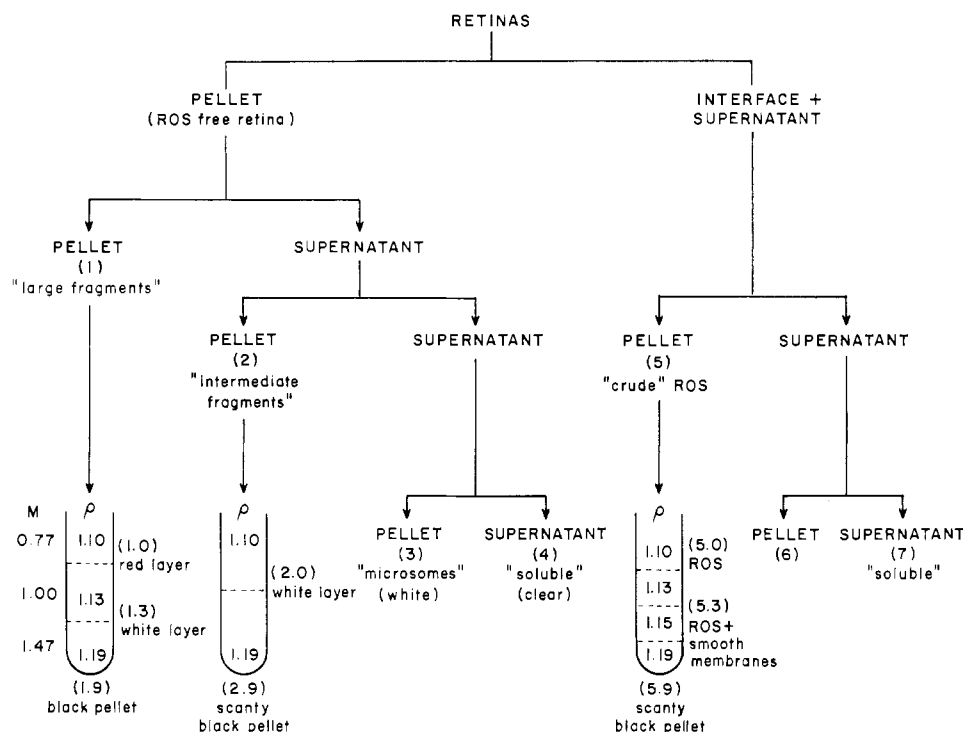 RETINAS
PELLET
(ROS free retina)
INTERFACE +
SUPERNATANT
PELLET
(1)
"large fragments"
SUPERNATANT
PELLET
(2)
"intermediate
fragments"
SUPERNATANT
PELLET
(5)
"crude" ROS
SUPERNATANT
PELLET
(3)
"microsomes"
(white)
SUPERNATANT
(4)
"soluble"
(clear)
PELLET
(6)
SUPERNATANT
(7)
"soluble"
M
0.77
1.00
1.47
ρ
1.10
1.13
1.19
(1.0)
red layer
(1.3)
white layer
(1.9)
black pellet
ρ
1.10
1.19
(2.0)
white layer
(2.9)
scanty
black pellet
ρ
1.10
1.13
1.15
1.19
(5.0)
ROS
(5.3)
ROS+
smooth
membranes
(5.9)
scanty
black pellet